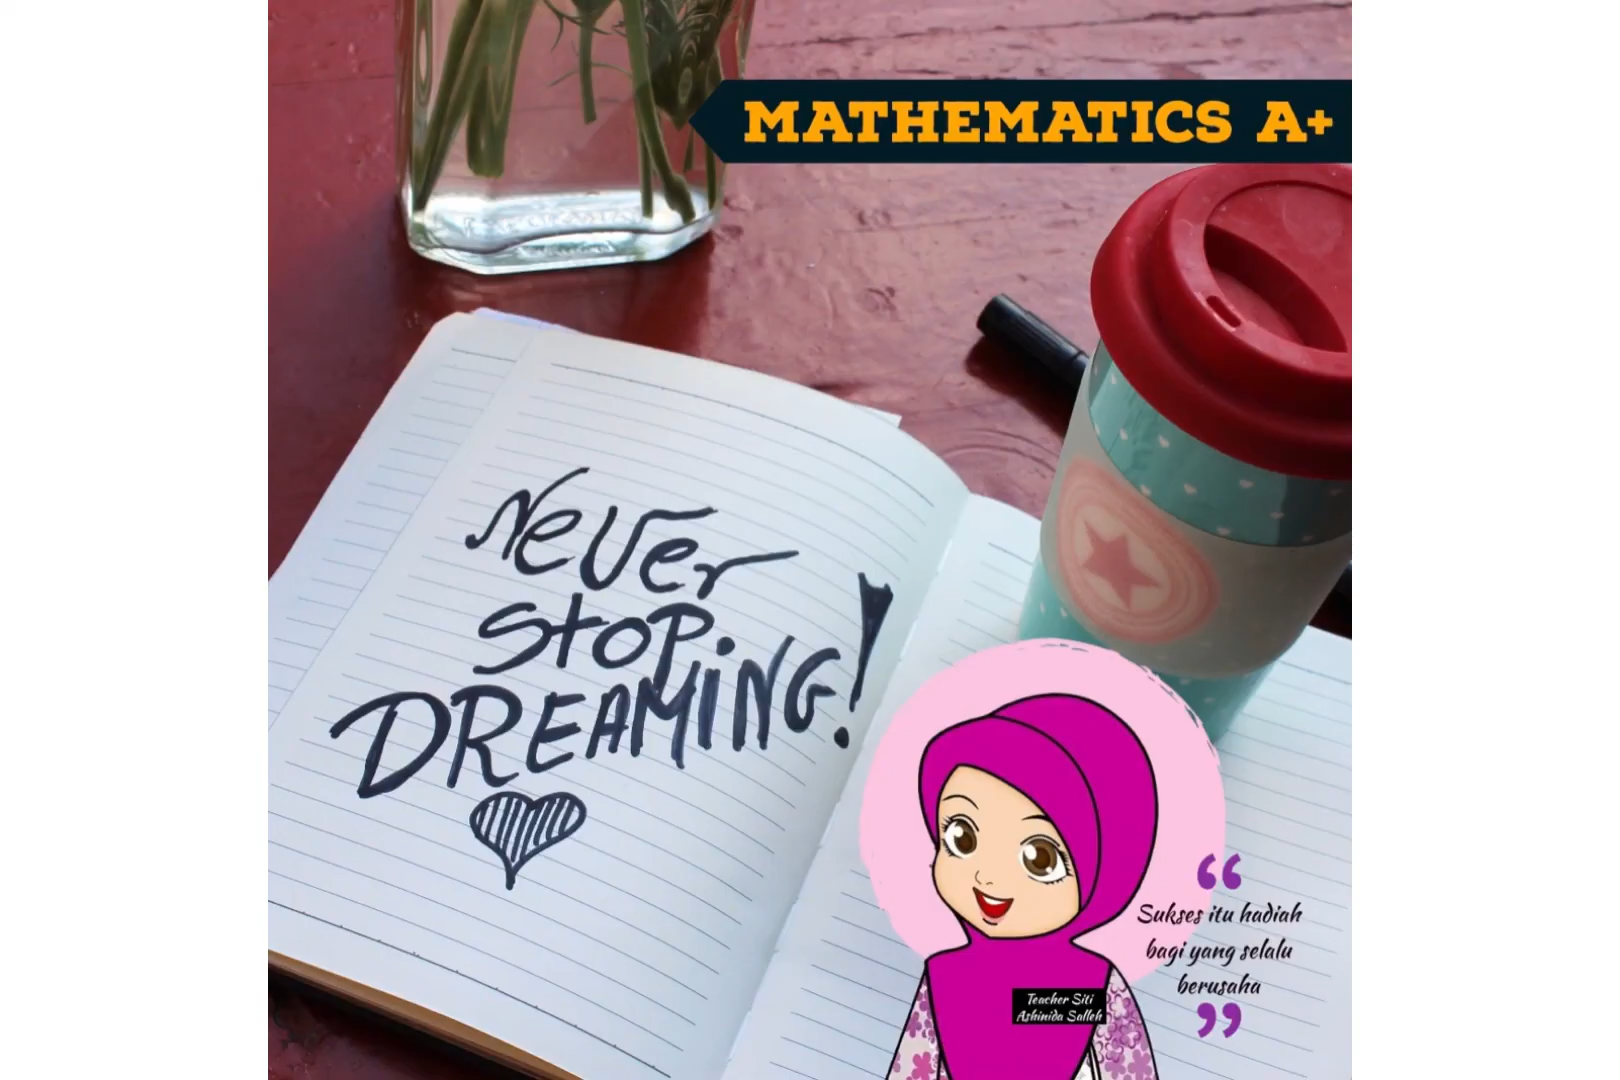 MATHEMATICS A+
Never
STOP
DREAMiNG!
“
Sukses itu hadiah
bagi yang selalu
berusaha
”
Teacher Siti
Ashinida Salleh